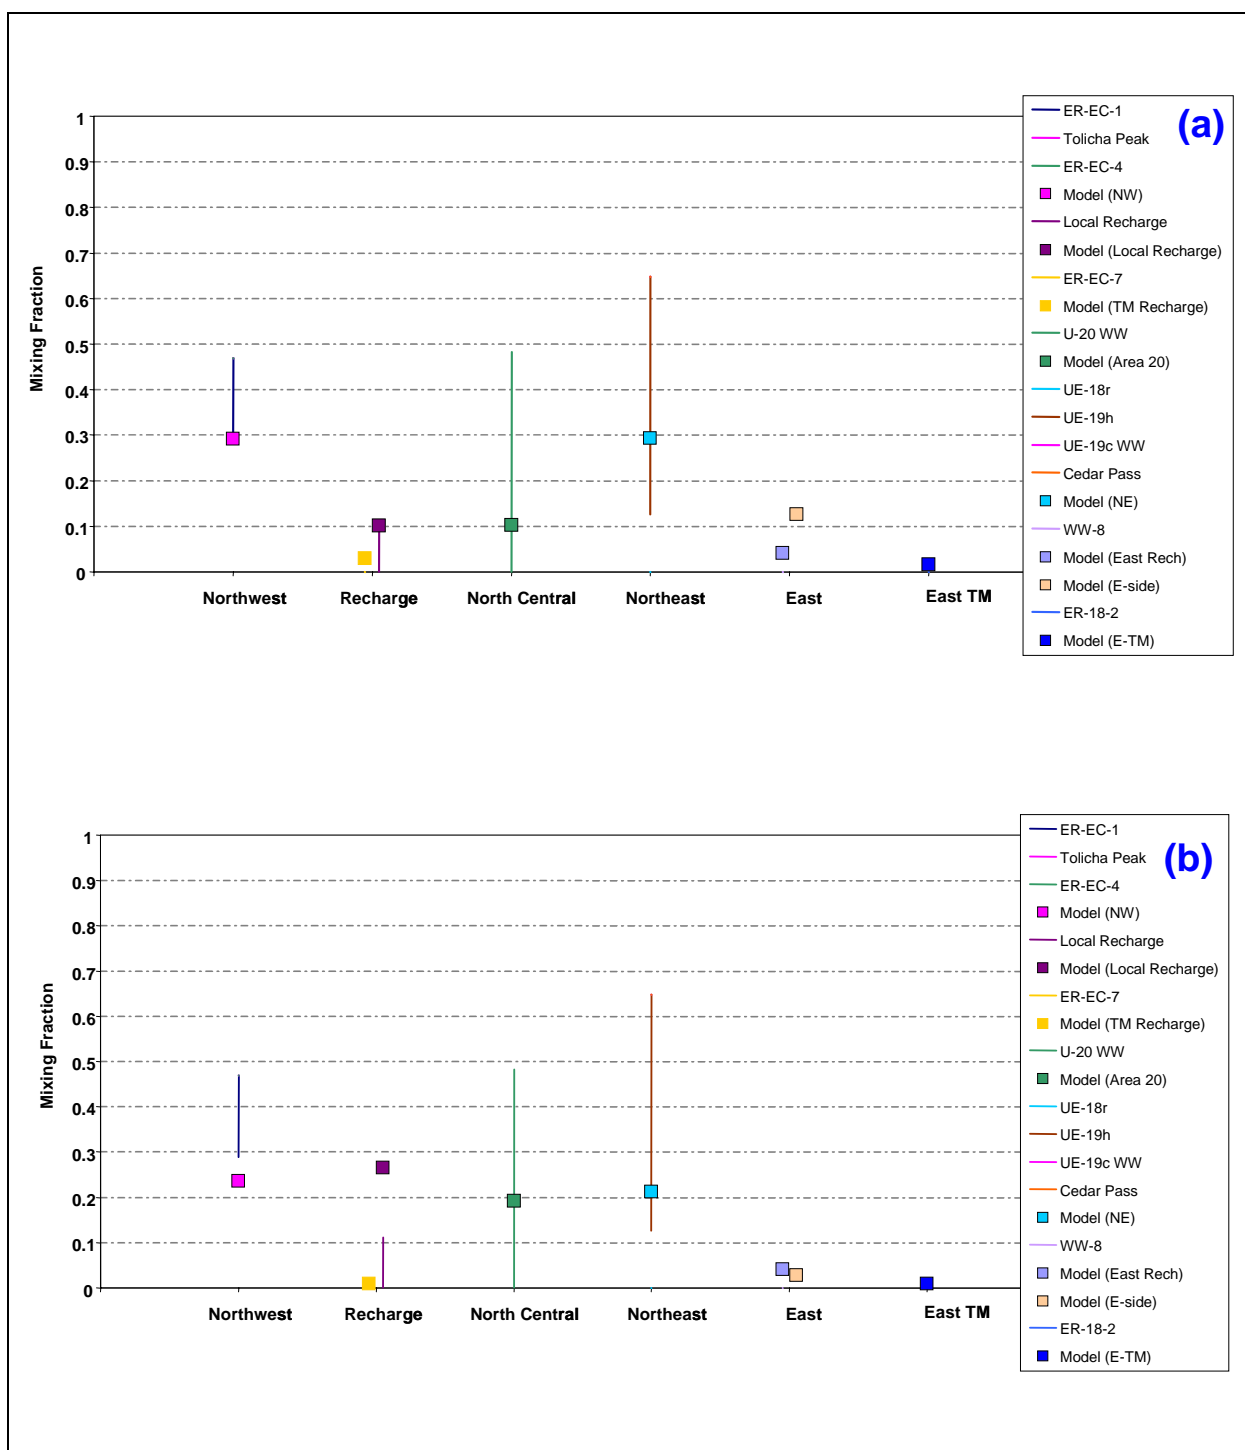 (a)
1
0.9
0.8
0.7
0.6
0.5
0.4
0.3
0.2
0.1
0
Mixing Fraction
Northwest Recharge North Central Northeast East East TM
ER-EC-1
Tolicha Peak
ER-EC-4
Model (NW)
Local Recharge
Model (Local Recharge)
ER-EC-7
Model (TM Recharge)
U-20 WW
Model (Area 20)
UE-18r
UE-19h
UE-19c WW
Cedar Pass
Model (NE)
WW-8
Model (East Rech)
Model (E-side)
ER-18-2
Model (E-TM)
(b)
1
0.9
0.8
0.7
0.6
0.5
0.4
0.3
0.2
0.1
0
Mixing Fraction
Northwest Recharge North Central Northeast East East TM
ER-EC-1
Tolicha Peak
ER-EC-4
Model (NW)
Local Recharge
Model (Local Recharge)
ER-EC-7
Model (TM Recharge)
U-20 WW
Model (Area 20)
UE-18r
UE-19h
UE-19c WW
Cedar Pass
Model (NE)
WW-8
Model (East Rech)
Model (E-side)
ER-18-2
Model (E-TM)